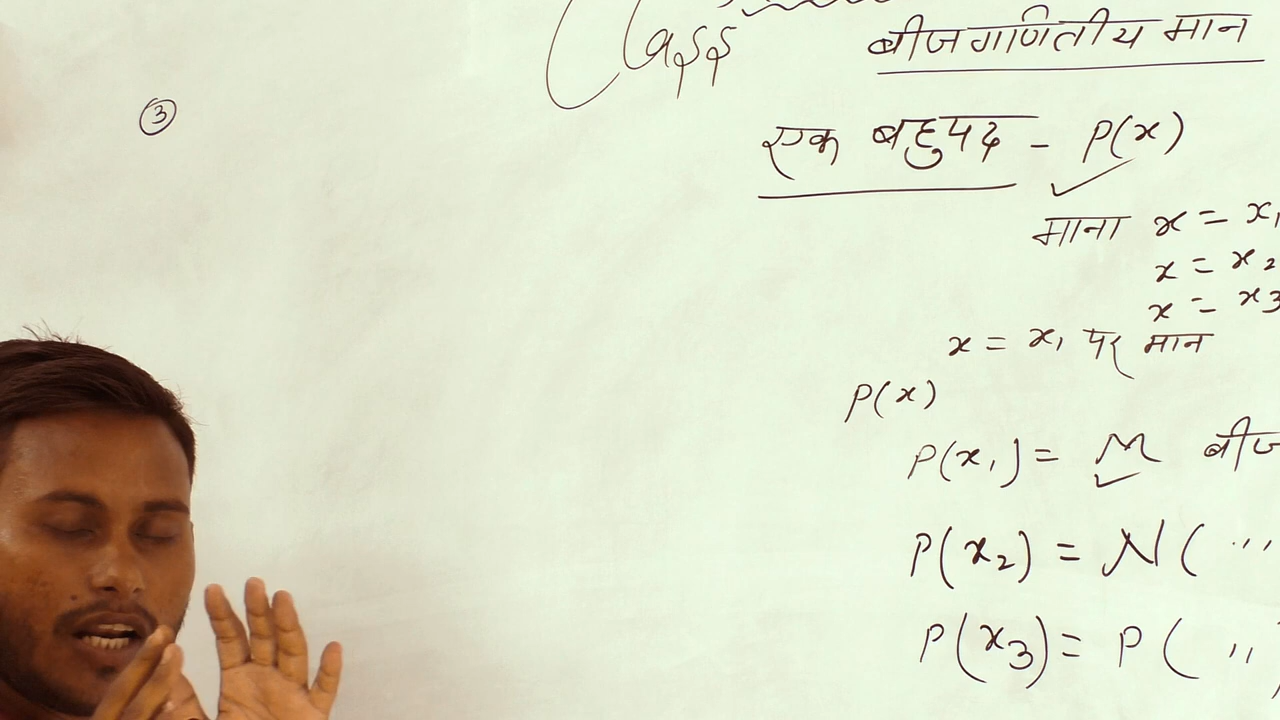 Class
बीजगणितीय मान
③
एक बहुपद - P(x)
माना x = x₁
x = x₂
x = x₃
x = x₁ पर मान
P(x)
P(x₁) = M बीज
P(x₂) = N ( ,,
P(x₃) = P ( ,, )